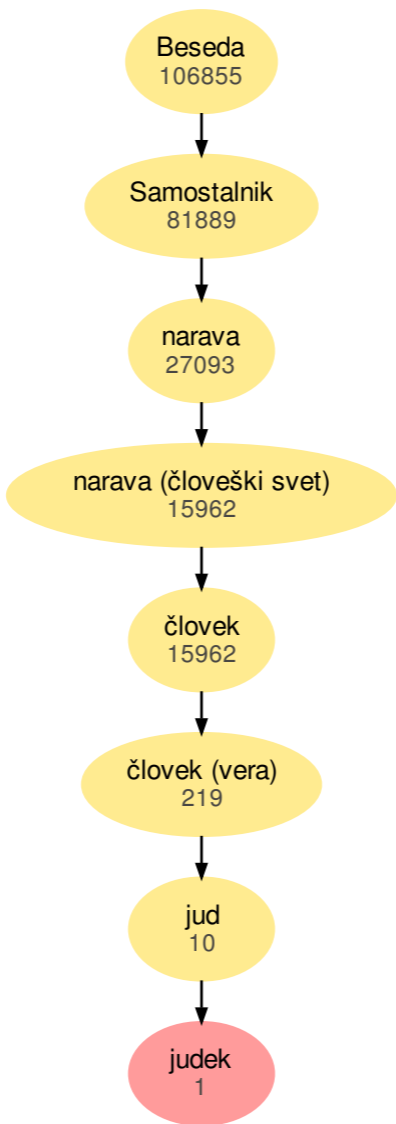 Beseda
106855
Samostalnik
81889
narava
27093
narava (človeški svet)
15962
človek
15962
človek (vera)
219
jud
10
judek
1